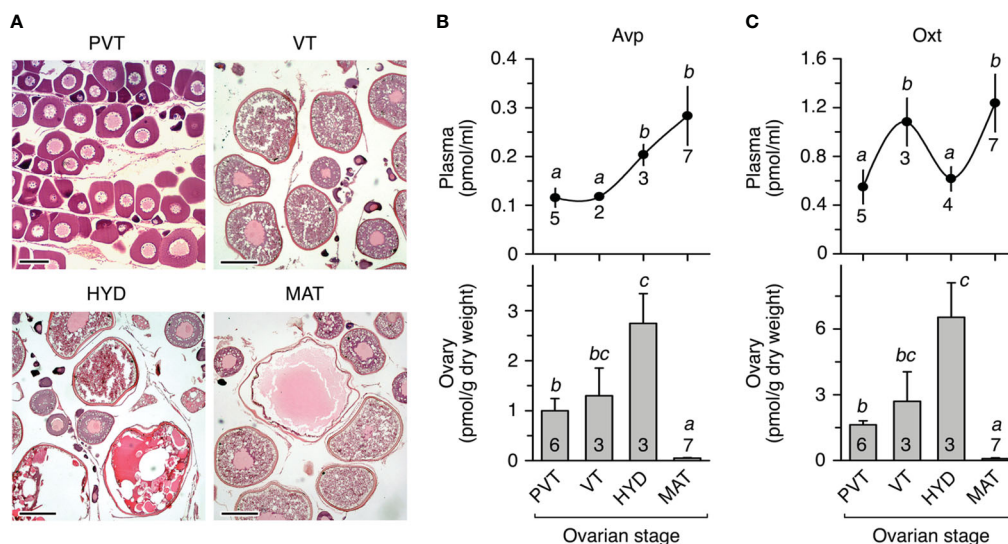 A
PVT
VT
HYD
MAT
B
Avp
Plasma
(pmol/ml)
0.4
0.3
0.2
0.1
0
a
5
a
2
b
3
b
7
Ovary
(pmol/g dry weight)
3
2
1
0
b
6
bc
3
c
3
a
7
PVT
VT
HYD
MAT
Ovarian stage
C
Oxt
Plasma
(pmol/ml)
1.6
1.2
0.8
0.4
0
a
5
b
3
a
4
b
7
Ovary
(pmol/g dry weight)
6
3
0
b
6
bc
3
c
3
a
7
PVT
VT
HYD
MAT
Ovarian stage